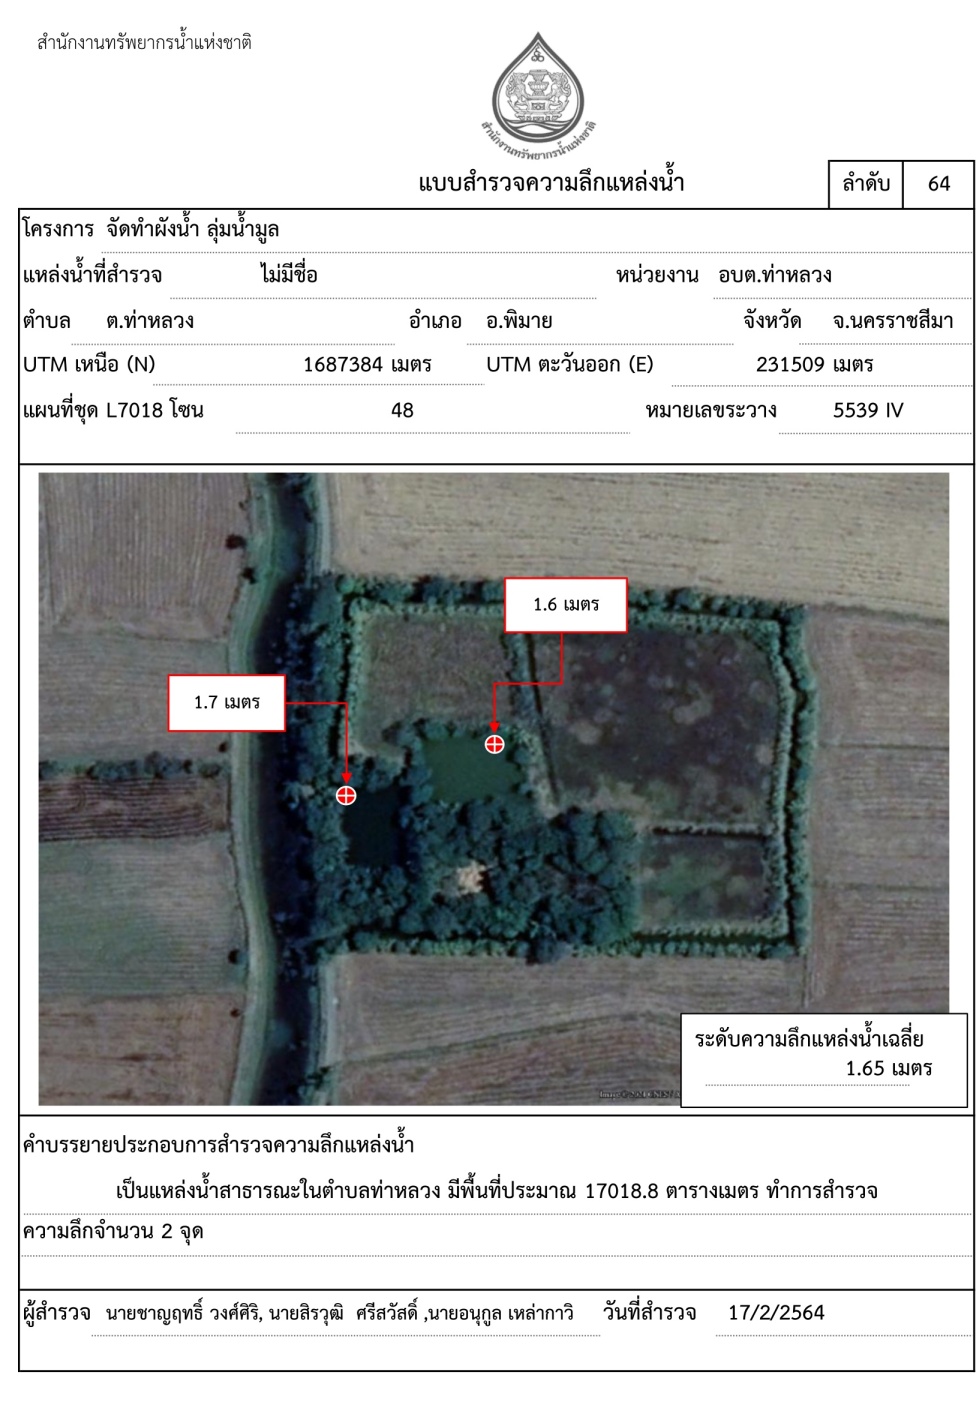 สำนักงานทรัพยากรน้ำแห่งชาติ
สำนักงานทรัพยากรน้ำแห่งชาติ
แบบสำรวจความลึกแหล่งน้ำ
ลำดับ 64
โครงการ จัดทำผังน้ำ ลุ่มน้ำมูล
แหล่งน้ำที่สำรวจ ไม่มีชื่อ หน่วยงาน อบต.ท่าหลวง
ตำบล ต.ท่าหลวง อำเภอ อ.พิมาย จังหวัด จ.นครราชสีมา
UTM เหนือ (N) 1687384 เมตร UTM ตะวันออก (E) 231509 เมตร
แผนที่ชุด L7018 โซน 48 หมายเลขระวาง 5539 IV
1.6 เมตร
1.7 เมตร
ระดับความลึกแหล่งน้ำเฉลี่ย
1.65 เมตร
คำบรรยายประกอบการสำรวจความลึกแหล่งน้ำ
เป็นแหล่งน้ำสาธารณะในตำบลท่าหลวง มีพื้นที่ประมาณ 17018.8 ตารางเมตร ทำการสำรวจ
ความลึกจำนวน 2 จุด
ผู้สำรวจ นายชาญฤทธิ์ วงศ์ศิริ, นายสิรวุฒิ ศรีสวัสดิ์ ,นายอนุกูล เหล่ากาวิ วันที่สำรวจ 17/2/2564